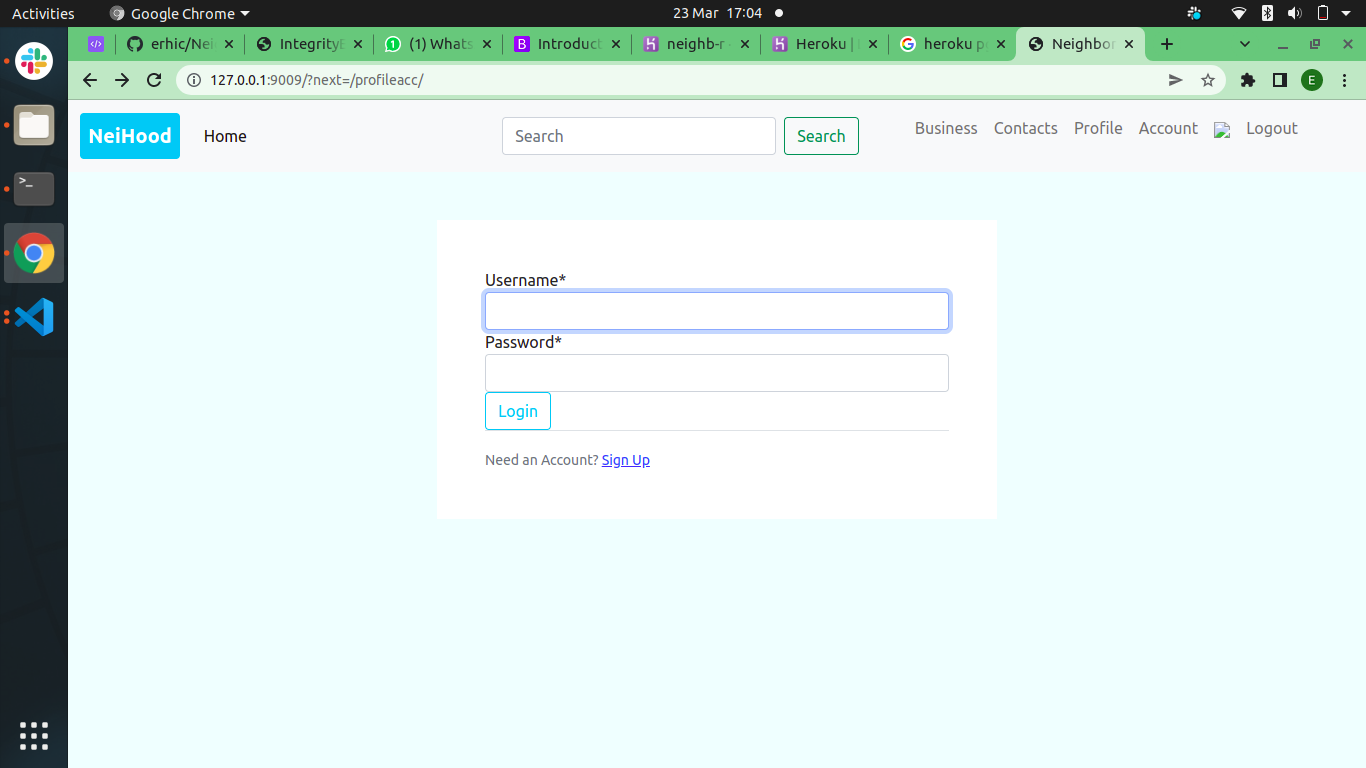 Activities Google Chrome 23 Mar 17:04
erhic/Nei IntegrityE (1) Whats Introduct neighb-r Heroku | heroku po Neighbor
127.0.0.1:9009/?next=/profileacc/ E
NeiHood Home Search Search Business Contacts Profile Account Logout
Username*
Password*
Login
Need an Account? Sign Up